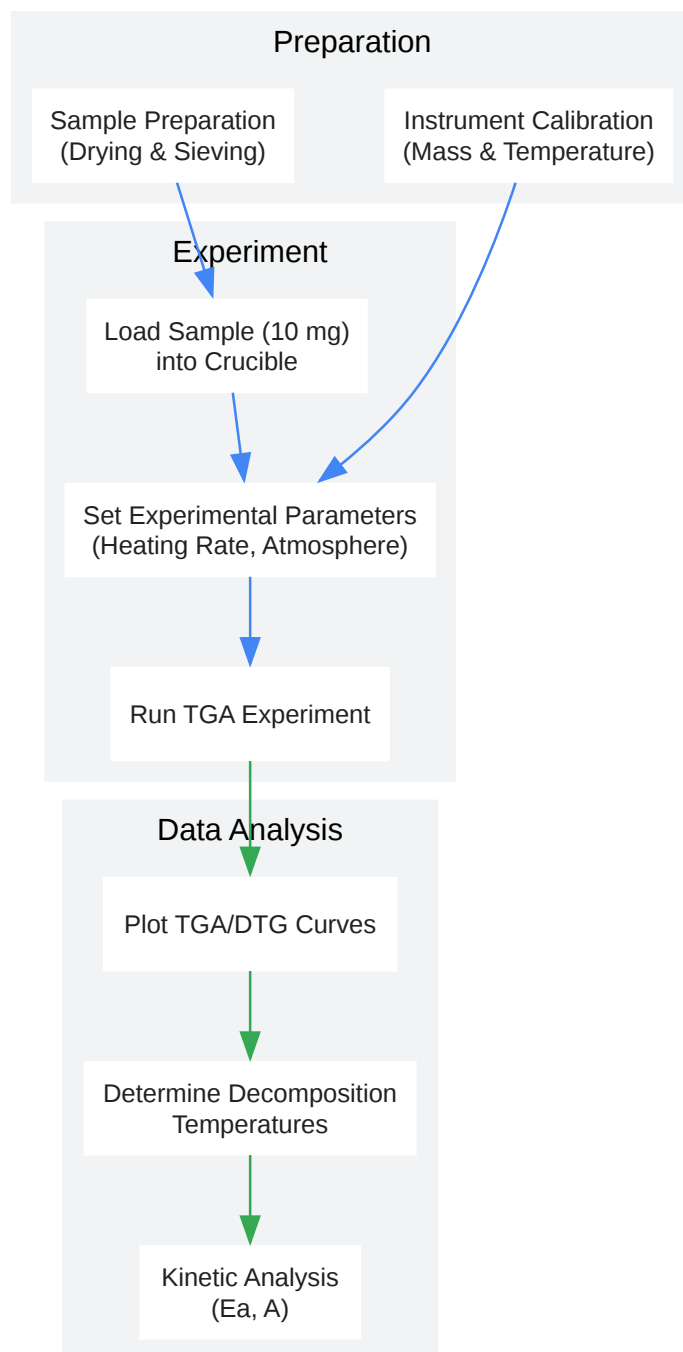 Preparation
Sample Preparation
(Drying & Sieving)
Instrument Calibration
(Mass & Temperature)
Experiment
Load Sample (10 mg)
into Crucible
Set Experimental Parameters
(Heating Rate, Atmosphere)
Run TGA Experiment
Data Analysis
Plot TGA/DTG Curves
Determine Decomposition
Temperatures
Kinetic Analysis
(Ea, A)